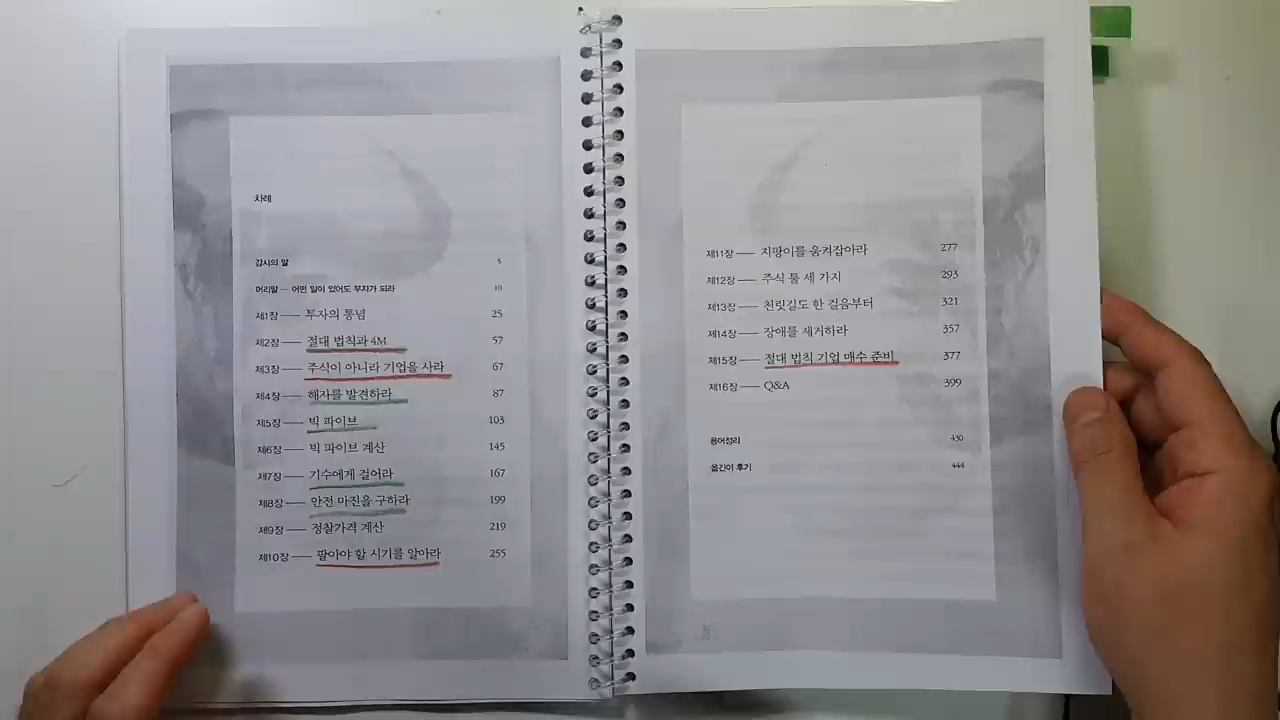 차례
감사의 말 5
머리말 — 어떤 일이 있어도 부자가 되라 10
제1장 — 투자의 통념 25
제2장 — 절대 법칙과 4M 57
제3장 — 주식이 아니라 기업을 사라 67
제4장 — 해자를 발견하라 87
제5장 — 빅 파이브 103
제6장 — 빅 파이브 계산 145
제7장 — 기수에게 걸어라 167
제8장 — 안전 마진을 구하라 199
제9장 — 정찰가격 계산 219
제10장 — 팔아야 할 시기를 알아라 255
제11장 — 지팡이를 움켜잡아라 277
제12장 — 주식 툴 세 가지 293
제13장 — 천릿길도 한 걸음부터 321
제14장 — 장애를 제거하라 357
제15장 — 절대 법칙 기업 매수 준비 377
제16장 — Q&A 399
용어정리 430
옮긴이 후기 444